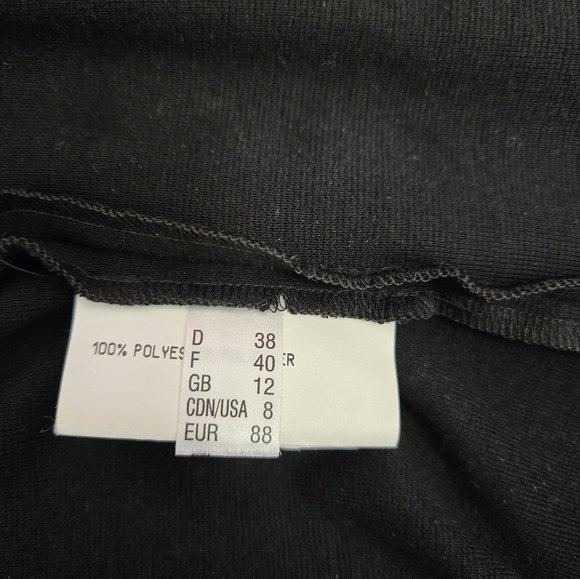 100% POLYES ER
D 38
F 40
GB 12
CDN/USA 8
EUR 88